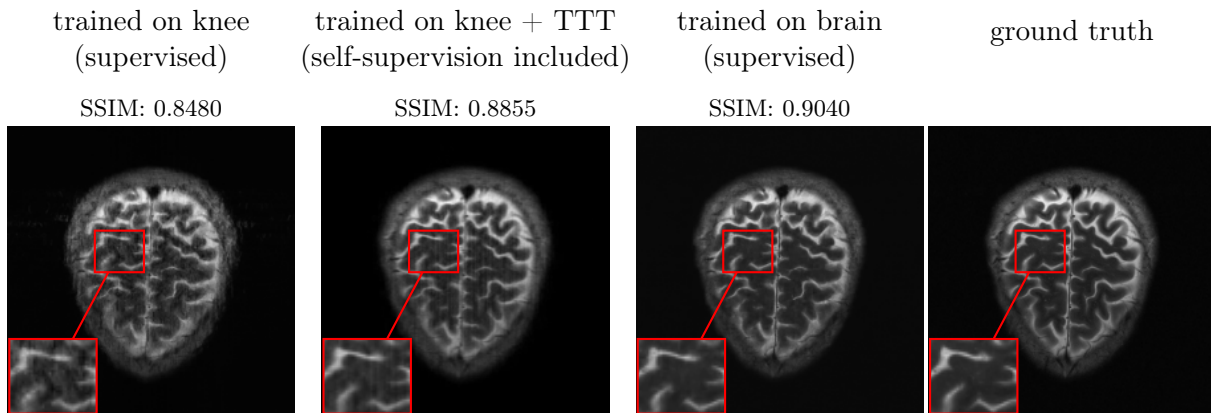 trained on knee
(supervised)
SSIM: 0.8480
trained on knee + TTT
(self-supervision included)
SSIM: 0.8855
trained on brain
(supervised)
SSIM: 0.9040
ground truth